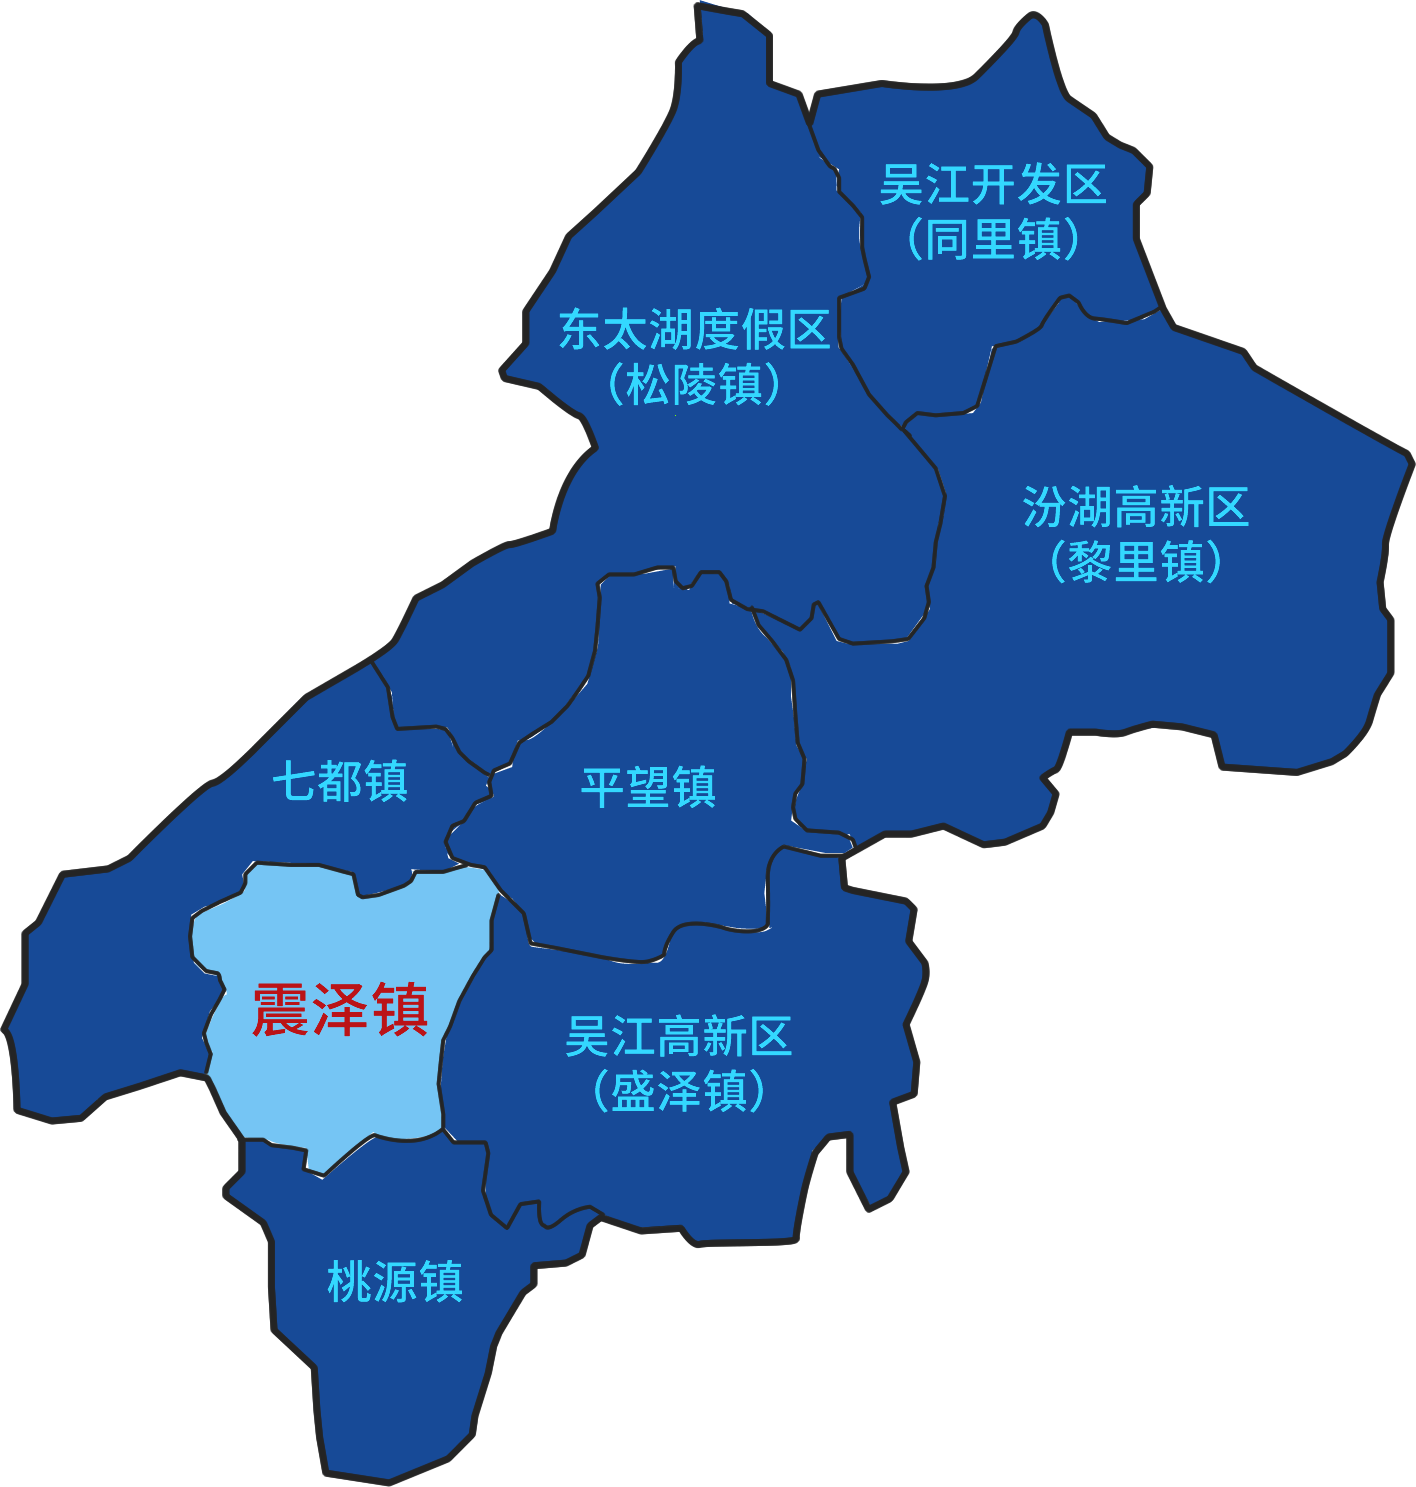 吴江开发区
（同里镇）
东太湖度假区
（松陵镇）
汾湖高新区
（黎里镇）
七都镇
平望镇
震泽镇
吴江高新区
（盛泽镇）
桃源镇